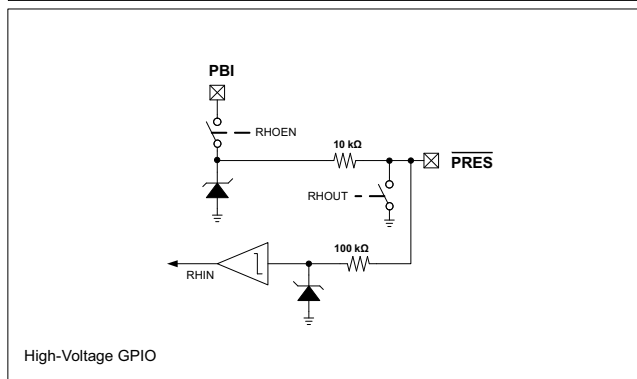 PBI
RHOEN
10 kΩ
PRES
RHOUT
100 kΩ
RHIN
High-Voltage GPIO